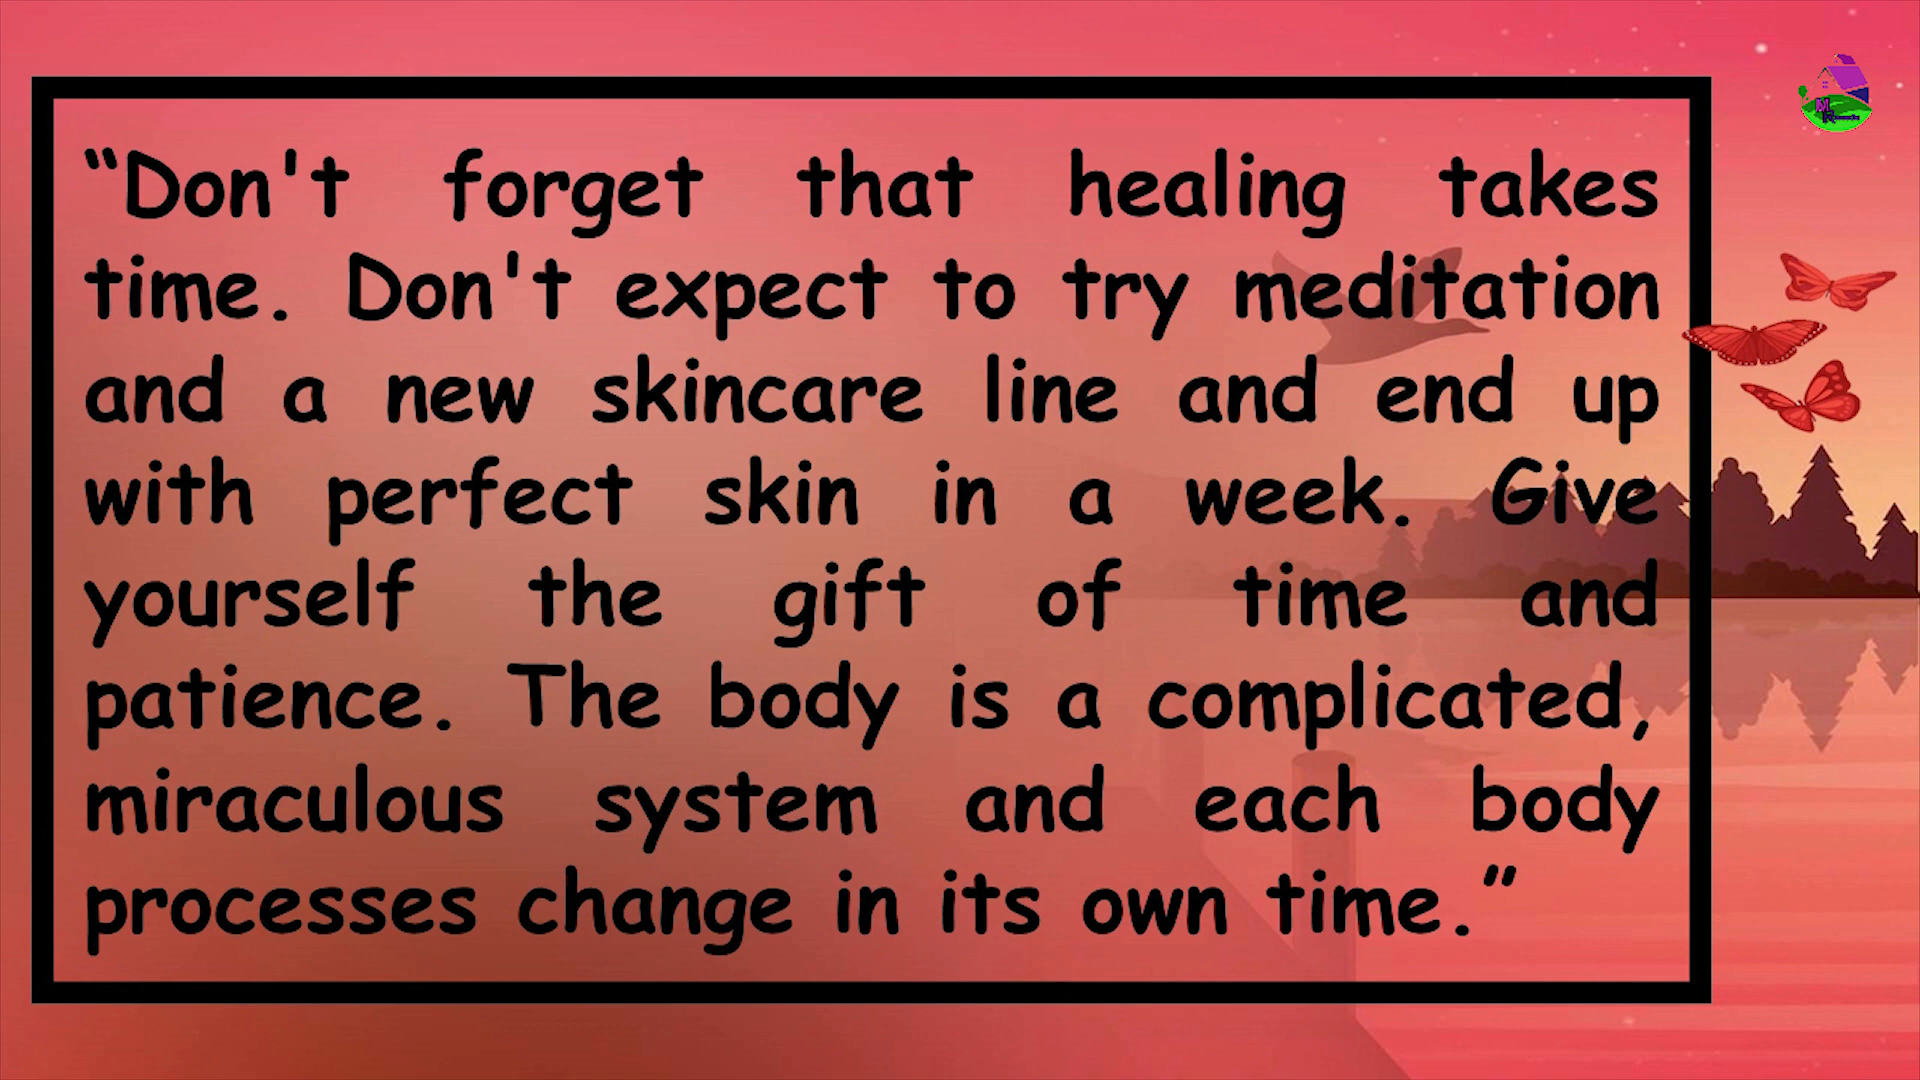 “Don't forget that healing takes
time. Don't expect to try meditation
and a new skincare line and end up
with perfect skin in a week. Give
yourself the gift of time and
patience. The body is a complicated,
miraculous system and each body
processes change in its own time.”